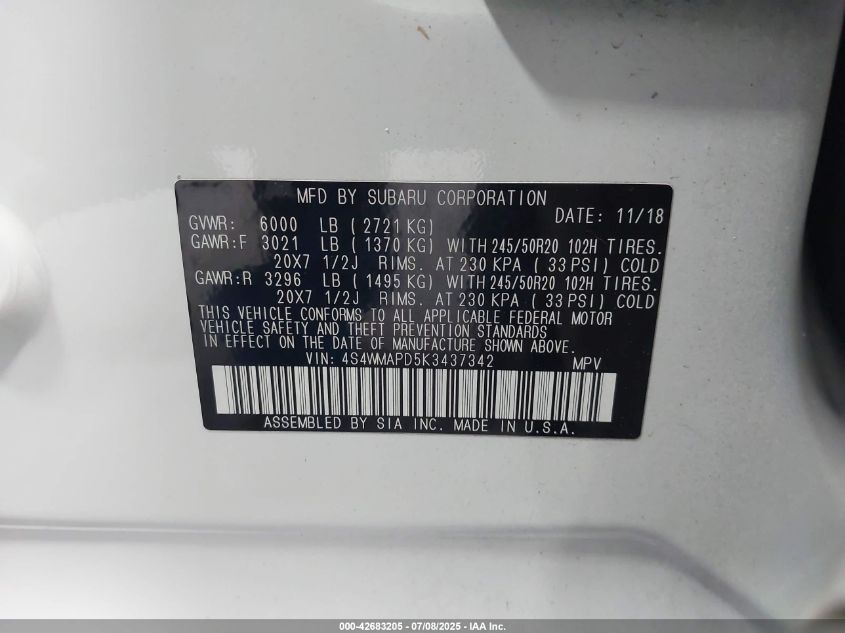 MFD BY SUBARU CORPORATION
DATE: 11/18
GVWR: 6000 LB ( 2721 KG)
GAWR:F 3021 LB ( 1370 KG) WITH 245/50R20 102H TIRES.
20X7 1/2J RIMS. AT 230 KPA ( 33 PSI) COLD
GAWR:R 3296 LB ( 1495 KG) WITH 245/50R20 102H TIRES.
20X7 1/2J RIMS. AT 230 KPA ( 33 PSI) COLD
THIS VEHICLE CONFORMS TO ALL APPLICABLE FEDERAL MOTOR
VEHICLE SAFETY AND THEFT PREVENTION STANDARDS
IN EFFECT ON THE DATE OF MANUFACTURE SHOWN ABOVE.
VIN: 4S4WMAPD5K3437342 MPV
ASSEMBLED BY SIA INC. MADE IN U.S.A.
000-42683205 - 07/08/2025 - IAA Inc.